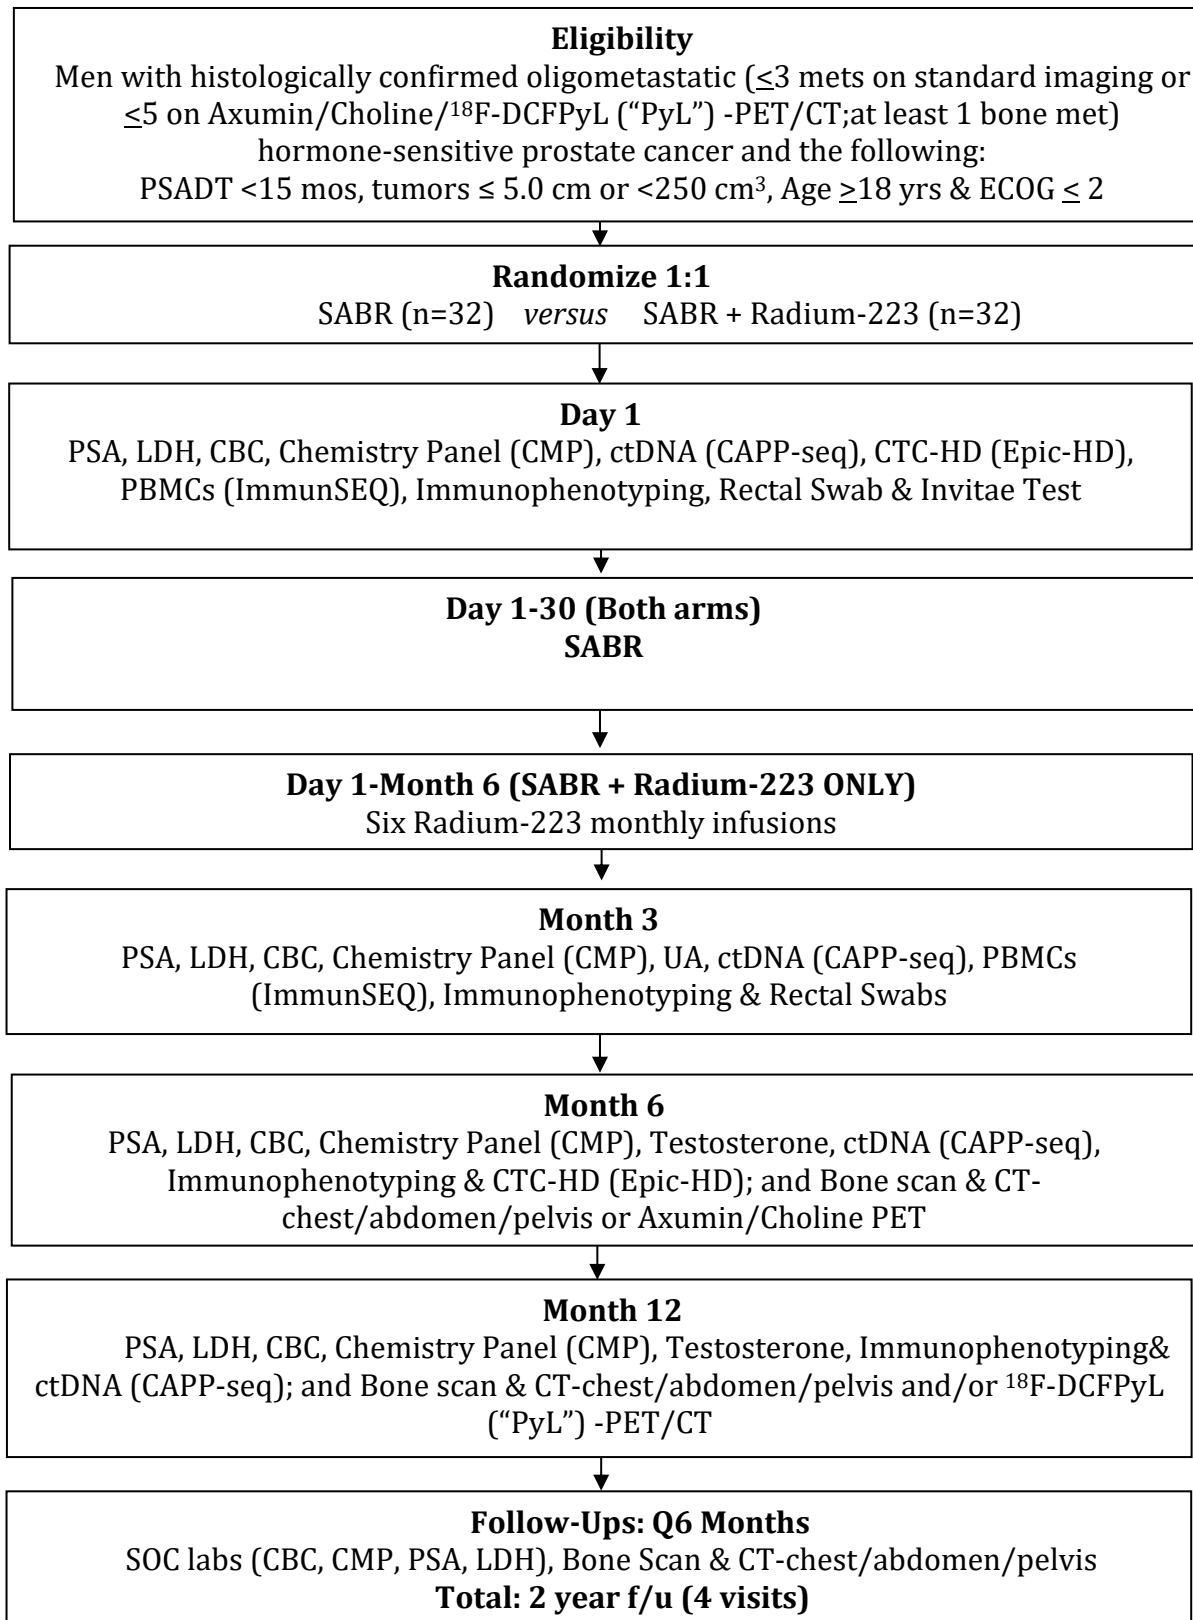 Eligibility
Men with histologically confirmed oligometastatic (≤3 mets on standard imaging or
≤5 on Axumin/Choline/¹⁸F-DCFPyL (“PyL”) -PET/CT;at least 1 bone met)
hormone-sensitive prostate cancer and the following:
PSADT <15 mos, tumors ≤ 5.0 cm or <250 cm³, Age ≥18 yrs & ECOG ≤ 2
Randomize 1:1
SABR (n=32) versus SABR + Radium-223 (n=32)
Day 1
PSA, LDH, CBC, Chemistry Panel (CMP), ctDNA (CAPP-seq), CTC-HD (Epic-HD),
PBMCs (ImmunSEQ), Immunophenotyping, Rectal Swab & Invitae Test
Day 1-30 (Both arms)
SABR
Day 1-Month 6 (SABR + Radium-223 ONLY)
Six Radium-223 monthly infusions
Month 3
PSA, LDH, CBC, Chemistry Panel (CMP), UA, ctDNA (CAPP-seq), PBMCs
(ImmunSEQ), Immunophenotyping & Rectal Swabs
Month 6
PSA, LDH, CBC, Chemistry Panel (CMP), Testosterone, ctDNA (CAPP-seq),
Immunophenotyping & CTC-HD (Epic-HD); and Bone scan & CT-
chest/abdomen/pelvis or Axumin/Choline PET
Month 12
PSA, LDH, CBC, Chemistry Panel (CMP), Testosterone, Immunophenotyping&
ctDNA (CAPP-seq); and Bone scan & CT-chest/abdomen/pelvis and/or ¹⁸F-DCFPyL
(“PyL”) -PET/CT
Follow-Ups: Q6 Months
SOC labs (CBC, CMP, PSA, LDH), Bone Scan & CT-chest/abdomen/pelvis
Total: 2 year f/u (4 visits)